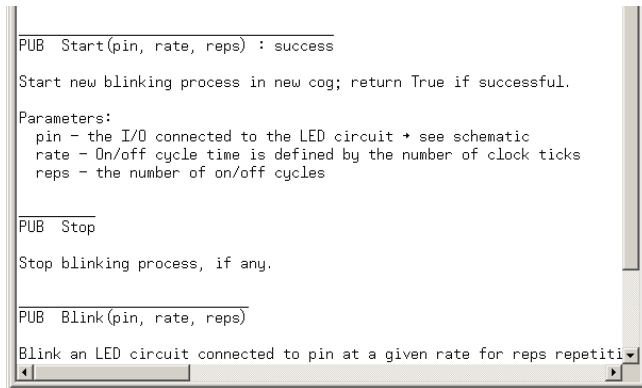 PUB  Start(pin, rate, reps) : success
Start new blinking process in new cog; return True if successful.
Parameters:
pin - the I/O connected to the LED circuit → see schematic
rate - On/off cycle time is defined by the number of clock ticks
reps - the number of on/off cycles
PUB  Stop
Stop blinking process, if any.
PUB  Blink(pin, rate, reps)
Blink an LED circuit connected to pin at a given rate for reps repetiti